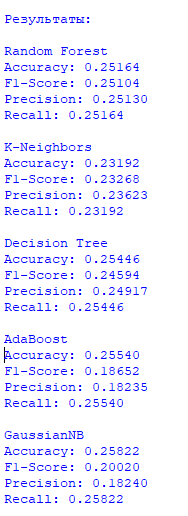 Результаты:
Random Forest
Accuracy: 0.25164
F1-Score: 0.25104
Precision: 0.25130
Recall: 0.25164
K-Neighbors
Accuracy: 0.23192
F1-Score: 0.23268
Precision: 0.23623
Recall: 0.23192
Decision Tree
Accuracy: 0.25446
F1-Score: 0.24594
Precision: 0.24917
Recall: 0.25446
AdaBoost
Accuracy: 0.25540
F1-Score: 0.18652
Precision: 0.18235
Recall: 0.25540
GaussianNB
Accuracy: 0.25822
F1-Score: 0.20020
Precision: 0.18240
Recall: 0.25822